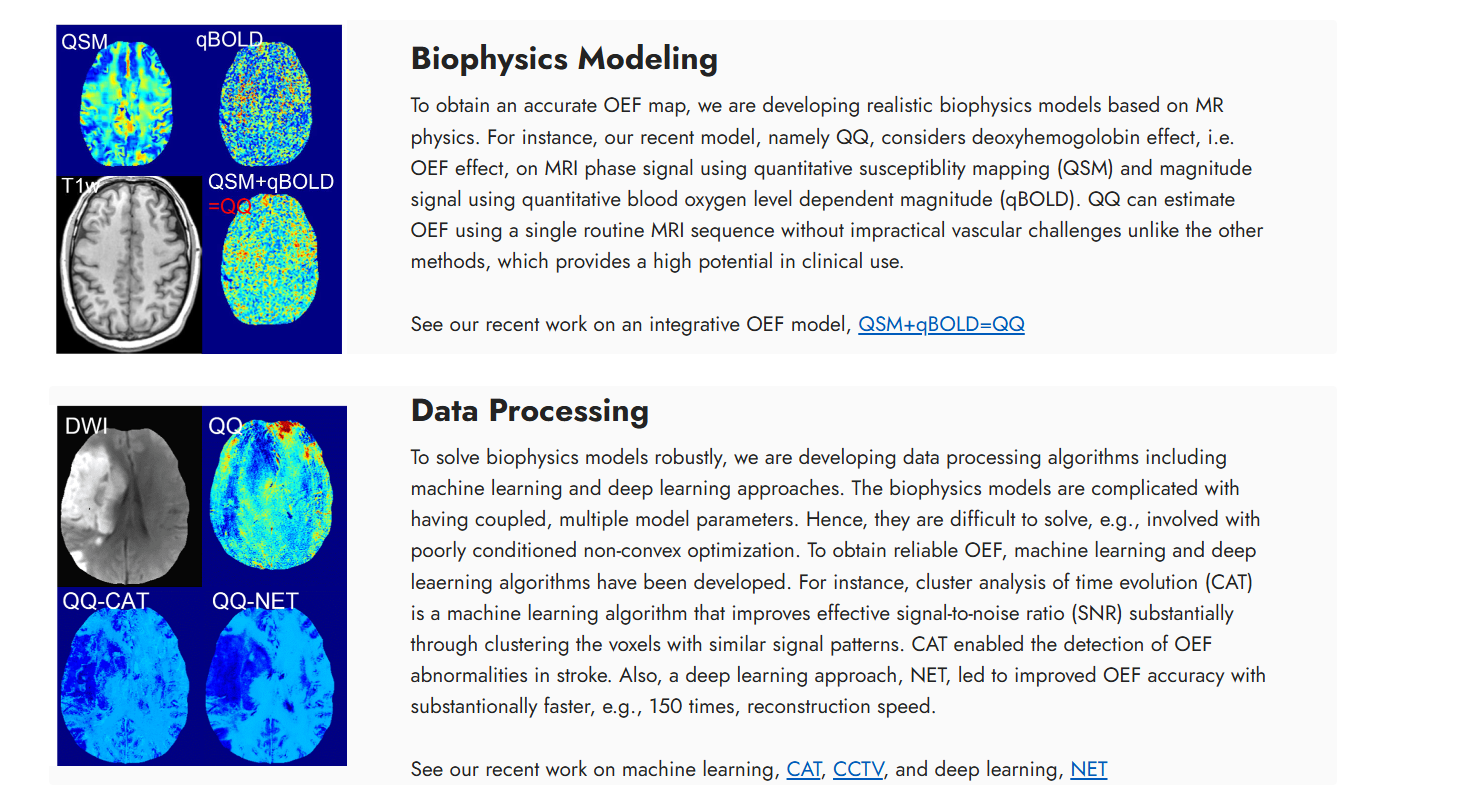 QSM
qBOLD
T1w
QSM+qBOLD
=QQ
Biophysics Modeling
To obtain an accurate OEF map, we are developing realistic biophysics models based on MR
physics. For instance, our recent model, namely QQ, considers deoxyhemogolobin effect, i.e.
OEF effect, on MRI phase signal using quantitative susceptiblity mapping (QSM) and magnitude
signal using quantitative blood oxygen level dependent magnitude (qBOLD). QQ can estimate
OEF using a single routine MRI sequence without impractical vascular challenges unlike the other
methods, which provides a high potential in clinical use.
See our recent work on an integrative OEF model, QSM+qBOLD=QQ
DWI
QQ
QQ-CAT
QQ-NET
Data Processing
To solve biophysics models robustly, we are developing data processing algorithms including
machine learning and deep learning approaches. The biophysics models are complicated with
having coupled, multiple model parameters. Hence, they are difficult to solve, e.g., involved with
poorly conditioned non-convex optimization. To obtain reliable OEF, machine learning and deep
leaerning algorithms have been developed. For instance, cluster analysis of time evolution (CAT)
is a machine learning algorithm that improves effective signal-to-noise ratio (SNR) substantially
through clustering the voxels with similar signal patterns. CAT enabled the detection of OEF
abnormalities in stroke. Also, a deep learning approach, NET, led to improved OEF accuracy with
substantionally faster, e.g., 150 times, reconstruction speed.
See our recent work on machine learning, CAT, CCTV, and deep learning, NET